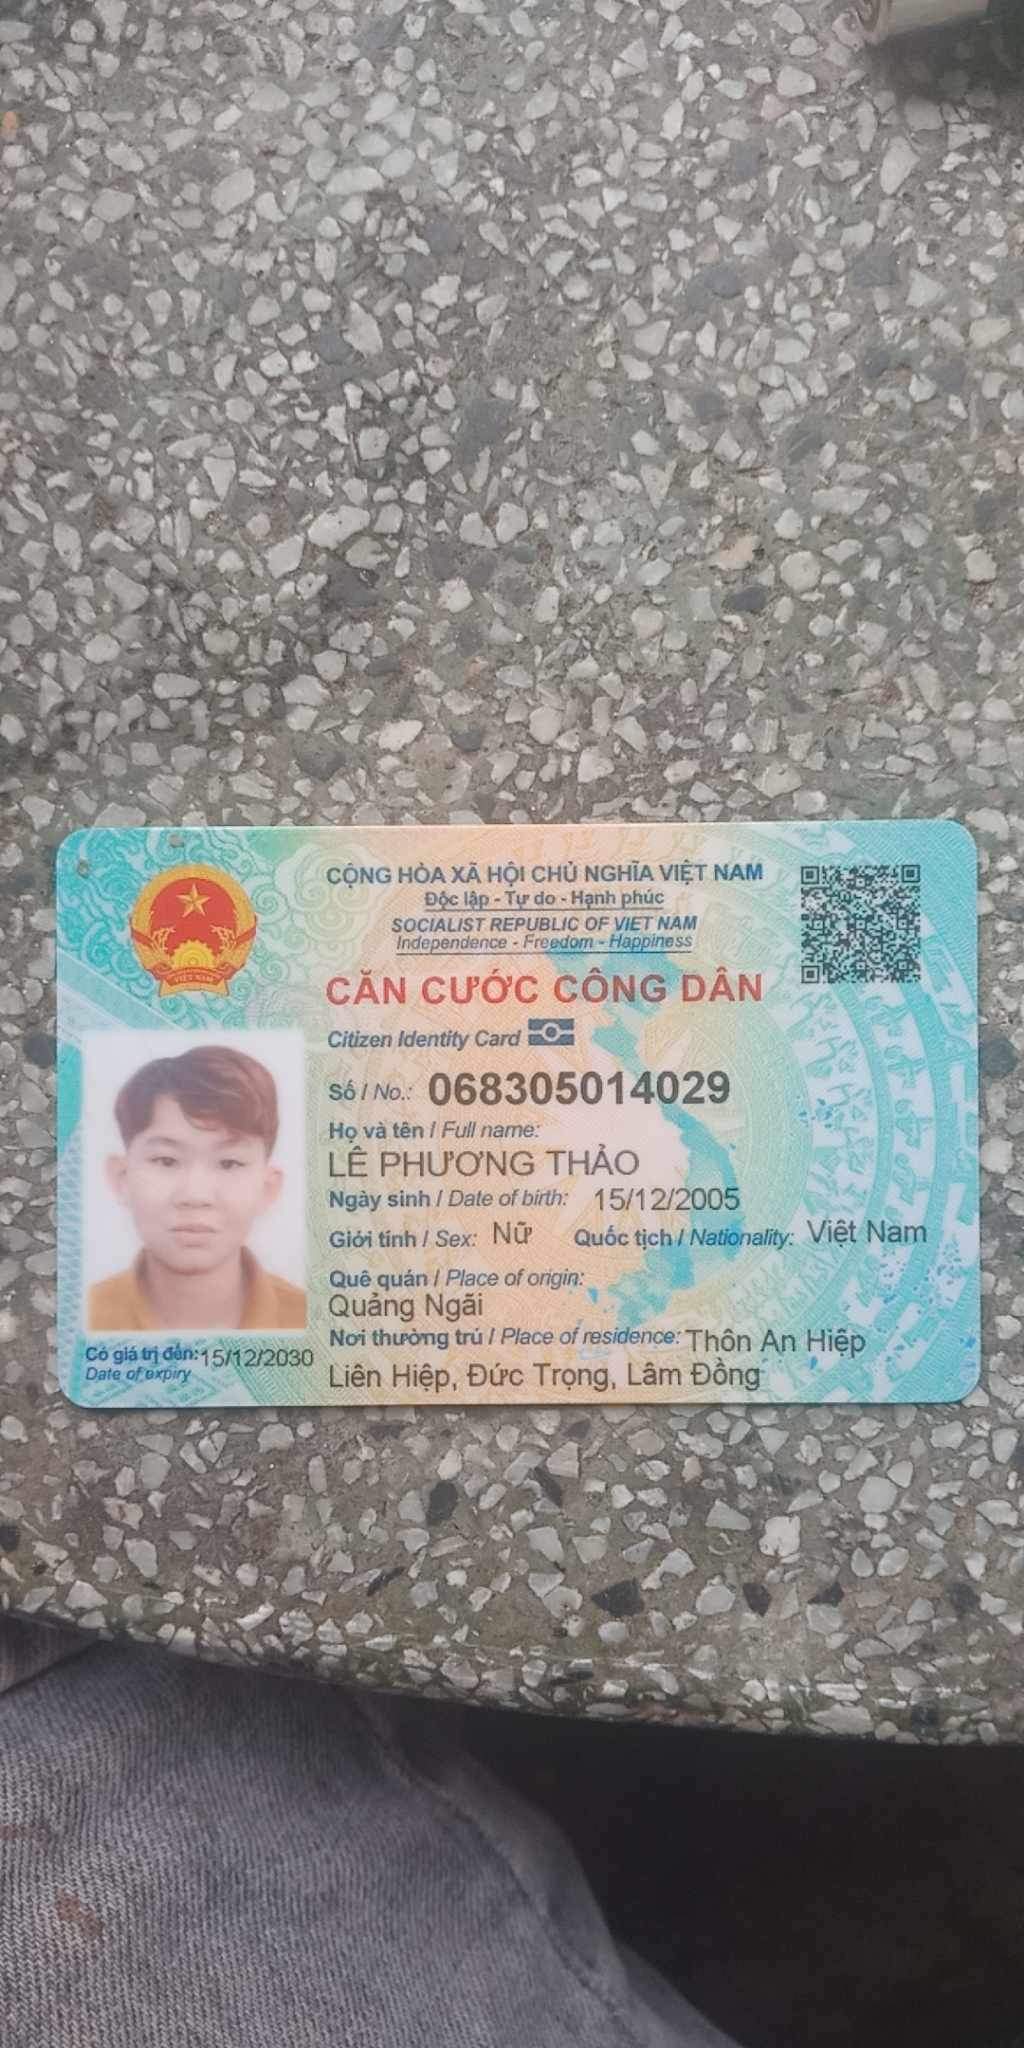 CỘNG HÒA XÃ HỘI CHỦ NGHĨA VIỆT NAM
Độc lập - Tự do - Hạnh phúc
SOCIALIST REPUBLIC OF VIET NAM
Independence - Freedom - Happiness
CĂN CƯỚC CÔNG DÂN
Citizen Identity Card
Số / No.: 068305014029
Họ và tên / Full name:
LÊ PHƯƠNG THẢO
Ngày sinh / Date of birth: 15/12/2005
Giới tính / Sex: Nữ Quốc tịch / Nationality: Việt Nam
Quê quán / Place of origin:
Quảng Ngãi
Nơi thường trú / Place of residence: Thôn An Hiệp
Liên Hiệp, Đức Trọng, Lâm Đồng
Có giá trị đến: 15/12/2030
Date of expiry
VIỆT NAM